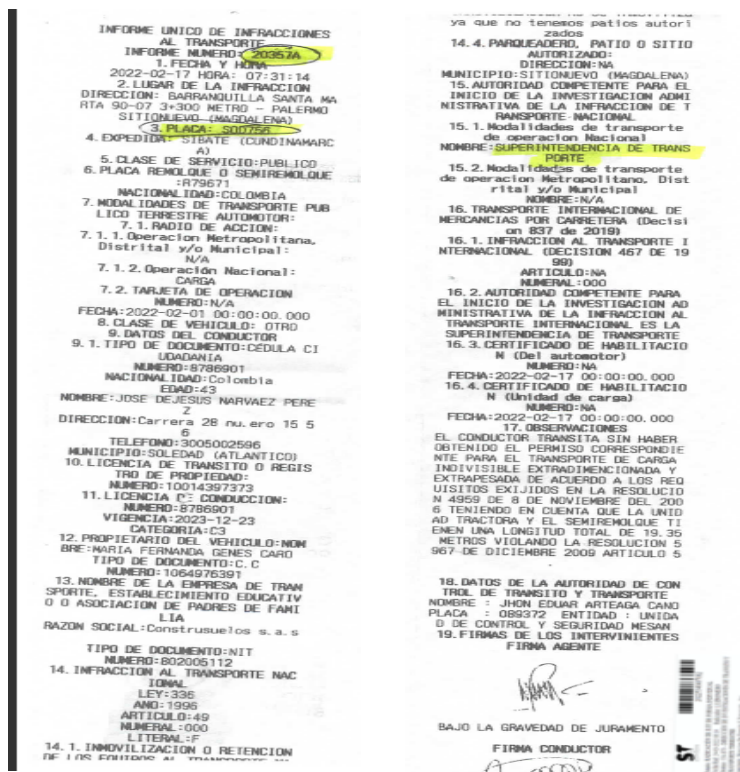 INFORME UNICO DE INFRACCIONES
AL TRANSPORTE
INFORME NUMERO: 20357A
1. FECHA Y HORA
2022-02-17 HORA: 07:31:14
2. LUGAR DE LA INFRACCION
DIRECCION: BARRANQUILLA SANTA MA
RTA 90-07 3+300 METRO - PALERMO
SITIONUEVO (MAGDALENA)
3. PLACA: SOD756
4. EXPEDIDA: SIBATE (CUNDINAMARC
A)
5. CLASE DE SERVICIO:PUBLICO
6. PLACA REMOLQUE O SEMIREMOLQUE
:R79671
NACIONALIDAD:COLOMBIA
7. MODALIDADES DE TRANSPORTE PUB
LICO TERRESTRE AUTOMOTOR:
7.1. RADIO DE ACCION:
7.1.1. Operacion Metropolitana,
Distrital y/o Municipal:
N/A
7.1.2. Operación Nacional:
CARGA
7.2. TARJETA DE OPERACION
NUMERO:N/A
FECHA:2022-02-01 00:00:00.000
8. CLASE DE VEHICULO: OTRO
9. DATOS DEL CONDUCTOR
9.1. TIPO DE DOCUMENTO:CÉDULA CI
UDADANIA
NUMERO:8786901
NACIONALIDAD:Colombia
EDAD:43
NOMBRE:JOSE DEJESUS NARVAEZ PERE
Z
DIRECCION:Carrera 28 nu.ero 15 5
6
TELEFONO:3005002596
MUNICIPIO:SOLEDAD (ATLANTICO)
10. LICENCIA DE TRANSITO O REGIS
TRO DE PROPIEDAD:
NUMERO:10014397373
11. LICENCIA DE CONDUCCION:
NUMERO:8786901
VIGENCIA:2023-12-23
CATEGORIA:C3
12. PROPIETARIO DEL VEHICULO:NOM
BRE:MARIA FERNANDA GENES CARO
TIPO DE DOCUMENTO:C.C
NUMERO:1064976391
13. NOMBRE DE LA EMPRESA DE TRAN
SPORTE, ESTABLECIMIENTO EDUCATIV
O O ASOCIACION DE PADRES DE FAMI
LIA
RAZON SOCIAL:Construsuelos s.a.s
TIPO DE DOCUMENTO:NIT
NUMERO:802005112
14. INFRACCION AL TRANSPORTE NAC
IONAL
LEY:336
ANO:1996
ARTICULO:49
NUMERAL:000
LITERAL:F
14.1. INMOVILIZACION O RETENCION
DE LOS EQUIPOS AL TRANSPORTE
ya que no tenemos patios autori
zados
14.4. PARQUEADERO, PATIO O SITIO
AUTORIZADO:
DIRECCION:NA
MUNICIPIO:SITIONUEVO (MAGDALENA)
15. AUTORIDAD COMPETENTE PARA EL
INICIO DE LA INVESTIGACION ADMI
NISTRATIVA DE LA INFRACCION DE T
RANSPORTE NACIONAL
15.1. Modalidades de transporte
de operacion Nacional
NOMBRE:SUPERINTENDENCIA DE TRANS
PORTE
15.2. Modalidades de transporte
de operacion Metropolitano, Dist
rital y/o Municipal
NOMBRE:N/A
16. TRANSPORTE INTERNACIONAL DE
MERCANCIAS POR CARRETERA (Decisi
on 837 de 2019)
16.1. INFRACCION AL TRANSPORTE I
NTERNACIONAL (DECISION 467 DE 19
99)
ARTICULO:NA
NUMERAL:000
16.2. AUTORIDAD COMPETENTE PARA
EL INICIO DE LA INVESTIGACION AD
MINISTRATIVA DE LA INFRACCION AL
TRANSPORTE INTERNACIONAL ES LA
SUPERINTENDENCIA DE TRANSPORTE
16.3. CERTIFICADO DE HABILITACIO
N (Del automotor)
NUMERO:NA
FECHA:2022-02-17 00:00:00.000
16.4. CERTIFICADO DE HABILITACIO
N (Unidad de carga)
NUMERO:NA
FECHA:2022-02-17 00:00:00.000
17. OBSERVACIONES
EL CONDUCTOR TRANSITA SIN HABER
OBTENIDO EL PERMISO CORRESPONDIE
NTE PARA EL TRANSPORTE DE CARGA
INDIVISIBLE EXTRADIMENCIONADA Y
EXTRAPESADA DE ACUERDO A LOS REQ
UISITOS EXIJIDOS EN LA RESOLUCIO
N 4959 DE 8 DE NOVIEMBRE DEL 200
6 TENIENDO EN CUENTA QUE LA UNID
AD TRACTORA Y EL SEMIREMOLQUE TI
ENEN UNA LONGITUD TOTAL DE 19.35
METROS VIOLANDO LA RESOLUCION 5
967 DE DICIEMBRE 2009 ARTICULO 5
18. DATOS DE LA AUTORIDAD DE CON
TROL DE TRANSITO Y TRANSPORTE
NOMBRE : JHON EDUAR ARTEAGA CANO
PLACA : 089372 ENTIDAD : UNIDA
D DE CONTROL Y SEGURIDAD MESAN
19. FIRMAS DE LOS INTERVINIENTES
FIRMA AGENTE
BAJO LA GRAVEDAD DE JURAMENTO
FIRMA CONDUCTOR
ST